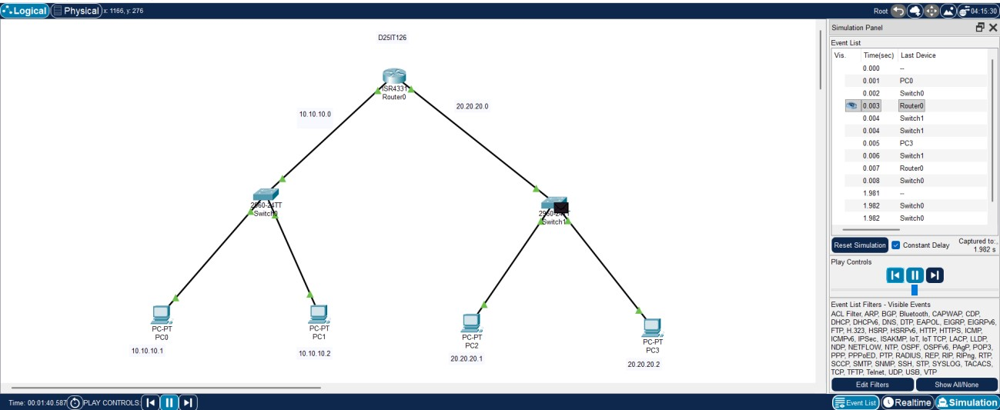 Logical Physical x: 1166, y: 276 Root 04:15:30
Simulation Panel
Event List
Vis. Time(sec) Last Device
0.000 --
0.001 PC0
0.002 Switch0
0.003 Router0
0.004 Switch1
0.004 Switch1
0.005 PC3
0.006 Switch1
0.007 Router0
0.008 Switch0
1.981 --
1.982 Switch0
1.982 Switch0
Reset Simulation Constant Delay Captured to:
1.982 s
Play Controls
Event List Filters - Visible Events
ACL Filter, ARP, BGP, Bluetooth, CAPWAP, CDP,
DHCP, DHCPv6, DNS, DTP, EAPOL, EIGRP, EIGRPv6,
FTP, H.323, HSRP, HSRPv6, HTTP, HTTPS, ICMP,
ICMPv6, IPSec, ISAKMP, IoT, IoT TCP, LACP, LLDP,
NDP, NETFLOW, NTP, OSPF, OSPFv6, PAgP, POP3,
PPP, PPPoED, PTP, RADIUS, REP, RIP, RIPng, RTP,
SCCP, SMTP, SNMP, SSH, STP, SYSLOG, TACACS,
TCP, TFTP, Telnet, UDP, USB, VTP
Edit Filters Show All/None
D25IT126
ISR4331
Router0
10.10.10.0
20.20.20.0
2960-24TT
Switch0
2960-24TT
Switch1
PC-PT
PC0
10.10.10.1
PC-PT
PC1
10.10.10.2
PC-PT
PC2
20.20.20.1
PC-PT
PC3
20.20.20.2
Time: 00:01:40.587 PLAY CONTROLS: Event List Realtime Simulation